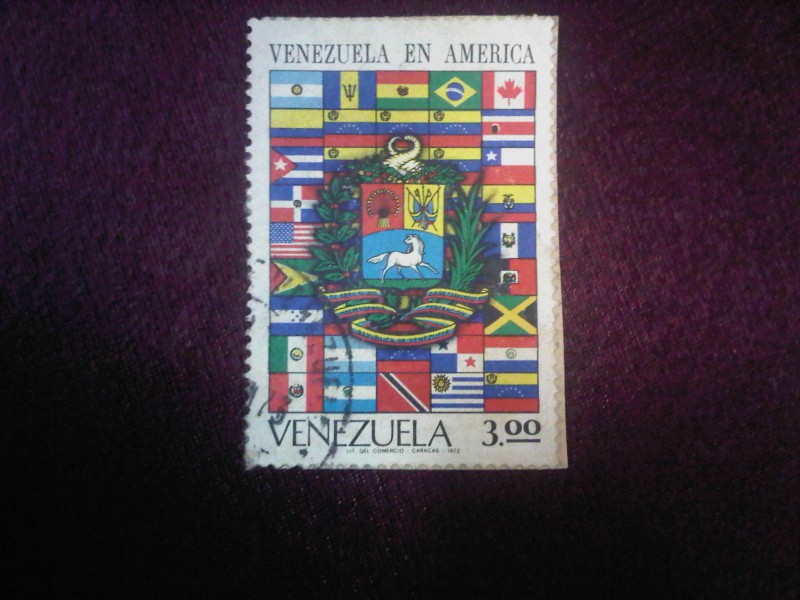 VENEZUELA EN AMERICA
VENEZUELA 3.00
LIT. DEL COMERCIO - CARACAS - 1972